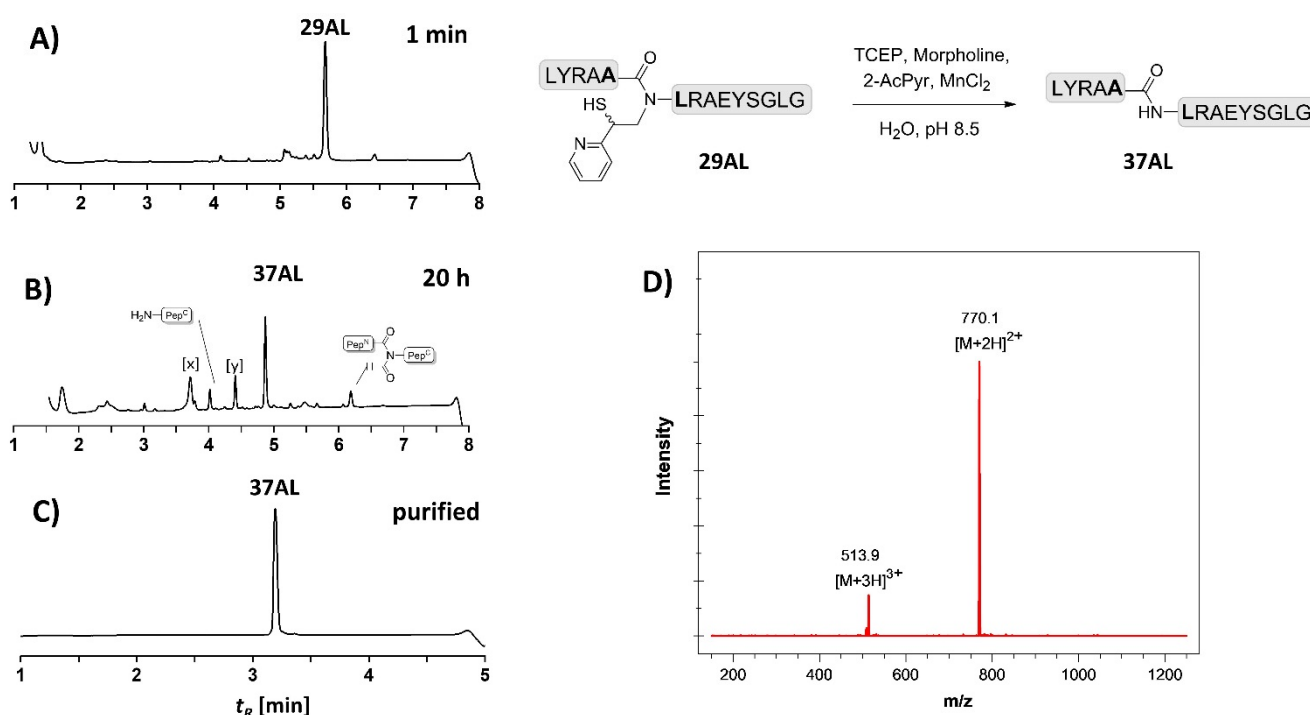 A)
29AL
1 min
1 2 3 4 5 6 7 8
LYRAAA
O
N
LRAEYSGLG
HS
N
29AL
TCEP, Morpholine,
2-AcPyr, MnCl2
H2O, pH 8.5
LYRAA
O
HN
LRAEYSGLG
37AL
B)
37AL
20 h
H2N PepC
[x]
[y]
PepN
O
N
PepC
O
1 2 3 4 5 6 7 8
C)
37AL
purified
1 2 3 4 5
tR [min]
D)
770.1
[M+2H]2+
513.9
[M+3H]3+
Intensity
200 400 600 800 1000 1200
m/z